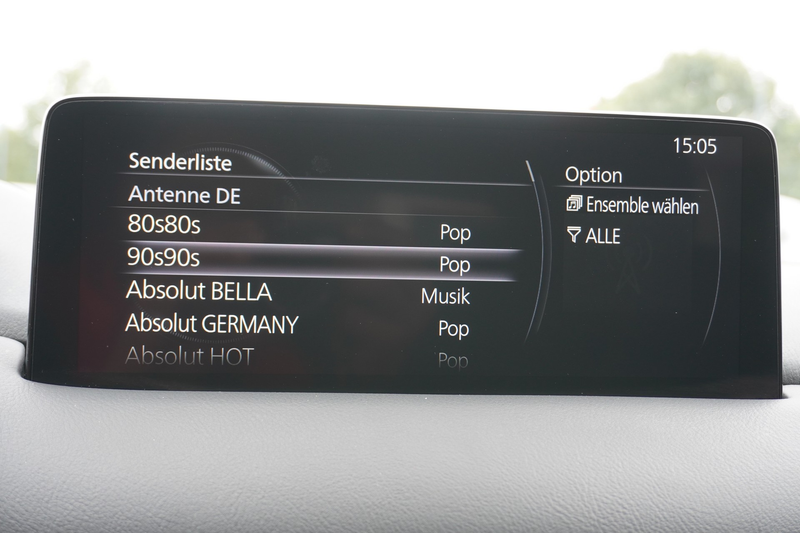 15:05
Senderliste
Antenne DE
80s80s Pop
90s90s Pop
Absolut BELLA Musik
Absolut GERMANY Pop
Absolut HOT Pop
Option
Ensemble wählen
ALLE